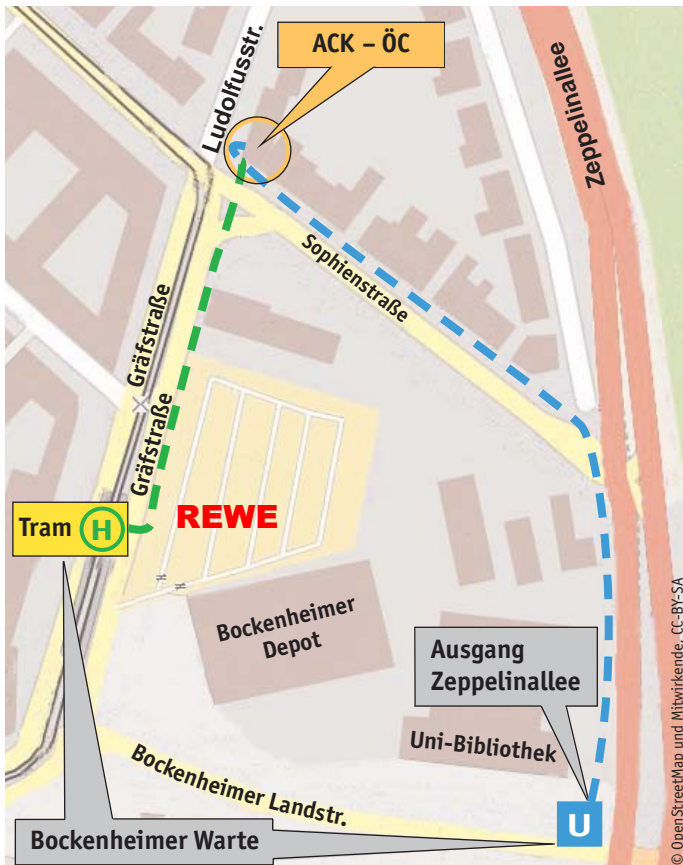 ACK – ÖC
Ludolfusstr.
Zeppelinallee
Sophienstraße
Gräfstraße
Gräfstraße
Tram H
REWE
Bockenheimer
Depot
Ausgang
Zeppelinallee
Uni-Bibliothek
Bockenheimer Landstr.
U
Bockenheimer Warte
© OpenStreetMap und Mitwirkende, CC-BY-SA